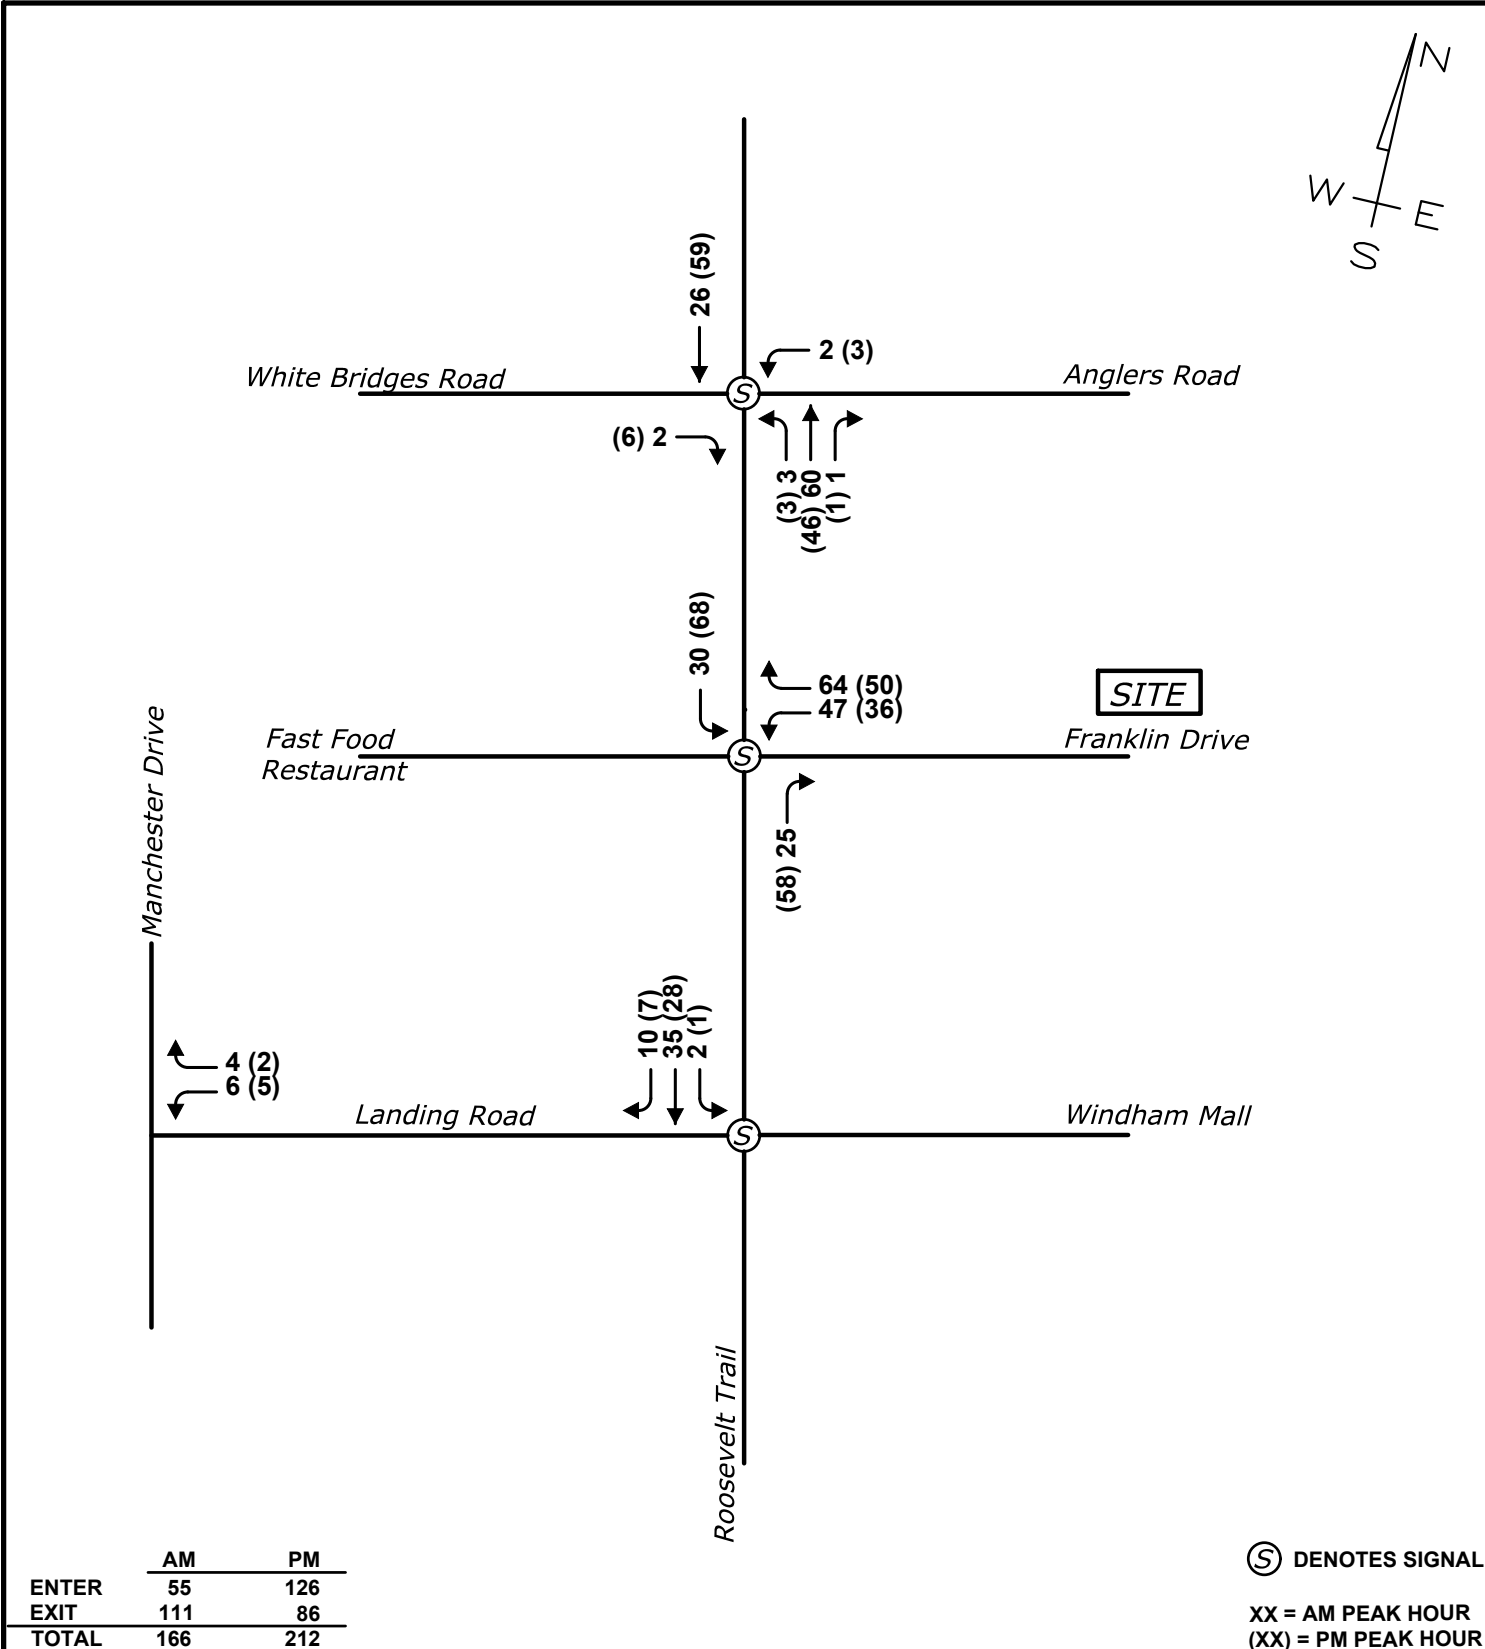 N
W
E
S
26 (59)
2 (3)
White Bridges Road
Anglers Road
S
(6) 2
(3) 3
(46) 60
(1) 1
30 (68)
64 (50)
47 (36)
SITE
Fast Food
Restaurant
Franklin Drive
S
Manchester Drive
(58) 25
10 (7)
35 (28)
2 (1)
4 (2)
6 (5)
Landing Road
Windham Mall
S
Roosevelt Trail
AM PM
ENTER 55 126
EXIT 111 86
TOTAL 166 212
S DENOTES SIGNAL
XX = AM PEAK HOUR
(XX) = PM PEAK HOUR